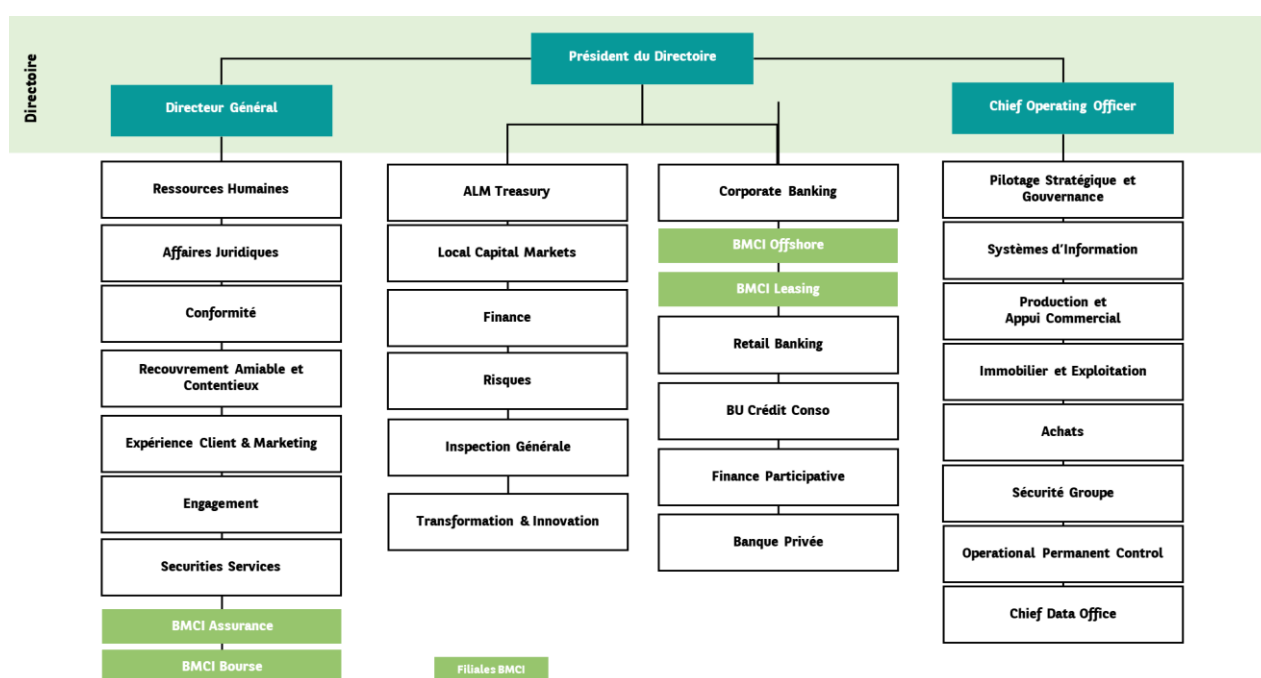 Directoire
Président du Directoire
Directeur Général
Chief Operating Officer
Ressources Humaines
Affaires Juridiques
Conformité
Recouvrement Amiable et
Contentieux
Expérience Client & Marketing
Engagement
Securities Services
BMCI Assurance
BMCI Bourse
ALM Treasury
Local Capital Markets
Finance
Risques
Inspection Générale
Transformation & Innovation
Corporate Banking
BMCI Offshore
BMCI Leasing
Retail Banking
BU Crédit Conso
Finance Participative
Banque Privée
Pilotage Stratégique et
Gouvernance
Systèmes d'Information
Production et
Appui Commercial
Immobilier et Exploitation
Achats
Sécurité Groupe
Operational Permanent Control
Chief Data Office
Filiales BMCI